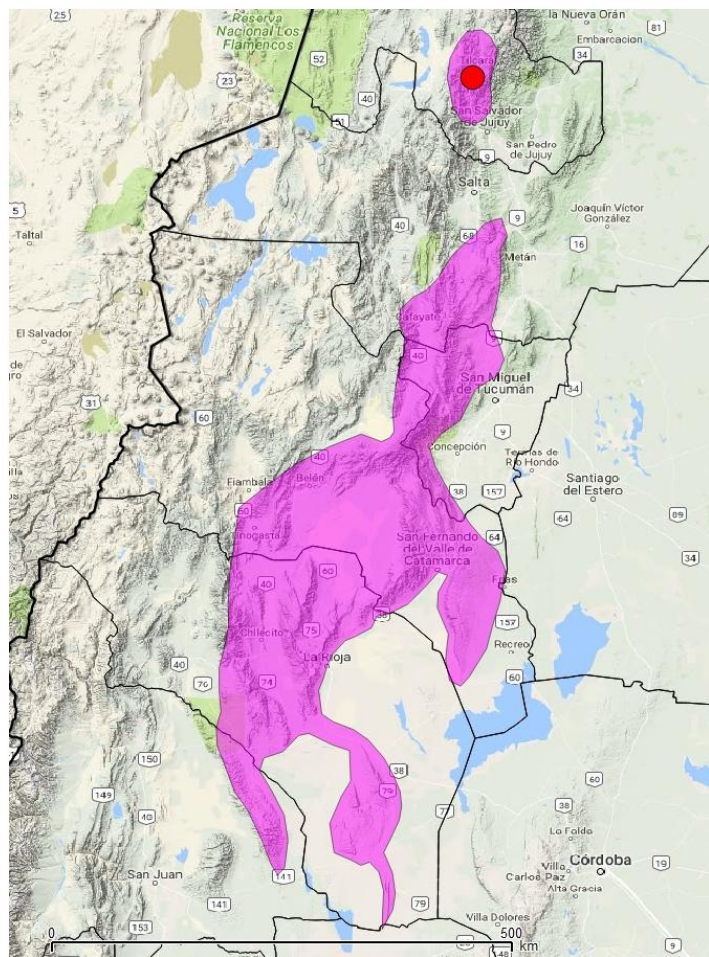 25
Reserva
Nacional Los
Flamencos
la Nueva Orán
Embarcacion
81
52
23
34
Tilcara
40
51
San Salvador
de Jujuy
San Pedro
de Jujuy
9
Salta
5
Taltal
40
68
9
Joaquín Víctor
González
16
Metán
El Salvador
Cafayate
40
31
San Miguel
de Tucumán
34
60
9
Concepción
Termas de
Río Hondo
40
Fiambala
Belén
38
157
Santiago
del Estero
60
Tinogasta
64
64
89
San Fernando
del Valle de
Catamarca
34
40
60
Frías
Chilecito
75
38
157
Recreo
La Rioja
40
76
74
60
150
38
60
149
79
77
40
38
La Falda
Villa
Carlos Paz
Córdoba
19
San Juan
141
Alta Gracia
141
79
153
Villa Dolores
9
0
500
km